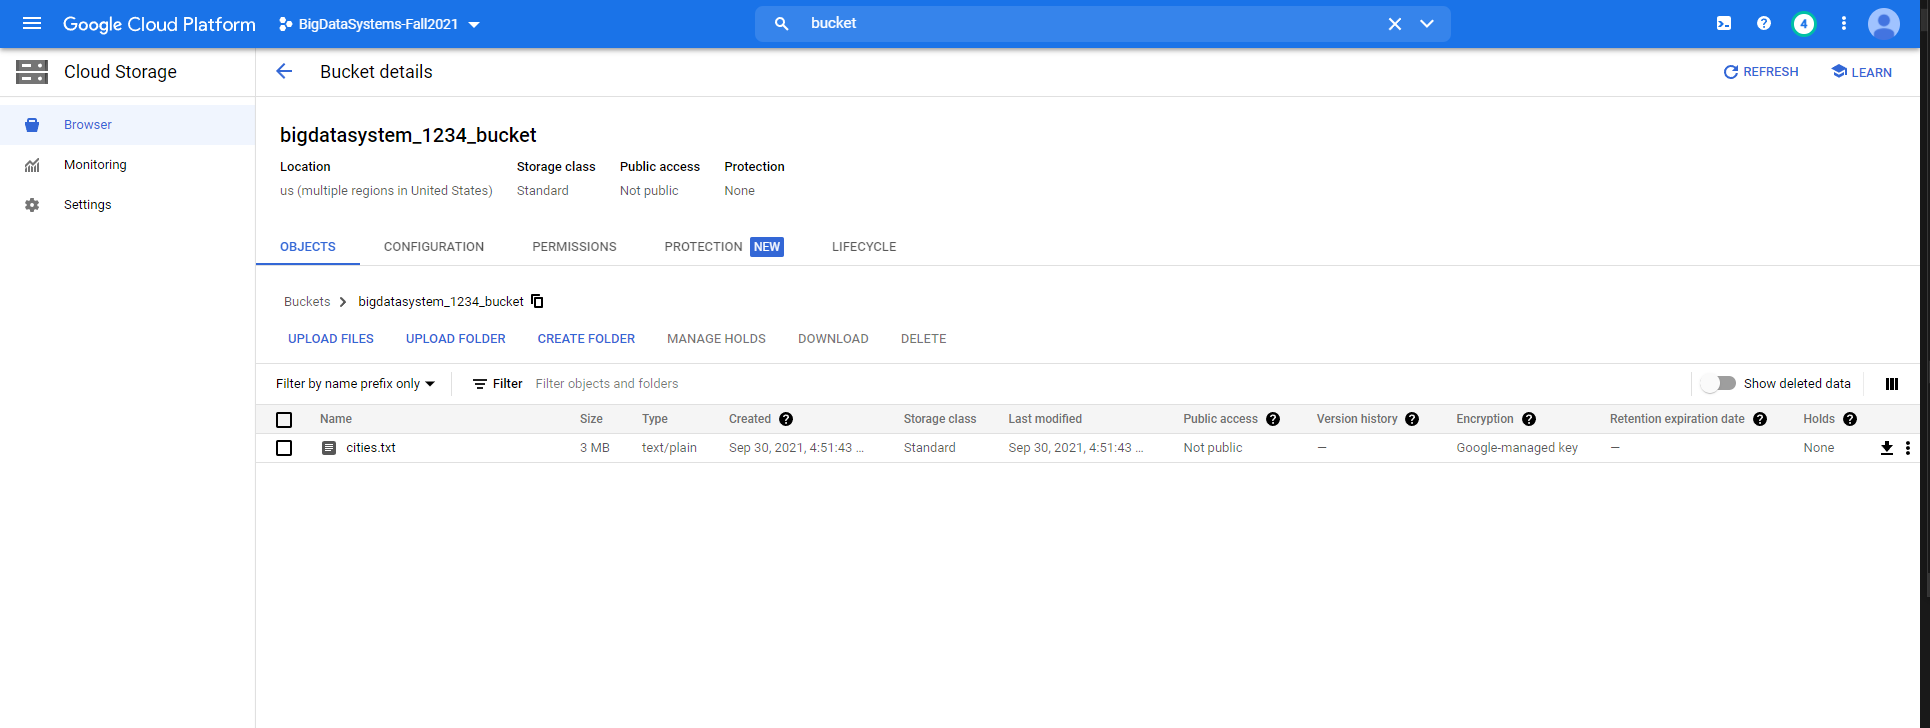 Google Cloud Platform BigDataSystems-Fall2021 bucket 4
Cloud Storage Bucket details REFRESH LEARN
Browser
Monitoring
Settings
bigdatasystem_1234_bucket
Location Storage class Public access Protection
us (multiple regions in United States) Standard Not public None
OBJECTS CONFIGURATION PERMISSIONS PROTECTION NEW LIFECYCLE
Buckets bigdatasystem_1234_bucket
UPLOAD FILES UPLOAD FOLDER CREATE FOLDER MANAGE HOLDS DOWNLOAD DELETE
Filter by name prefix only Filter Filter objects and folders Show deleted data
Name Size Type Created Storage class Last modified Public access Version history Encryption Retention expiration date Holds
cities.txt 3 MB text/plain Sep 30, 2021, 4:51:43 ... Standard Sep 30, 2021, 4:51:43 ... Not public — Google-managed key — None